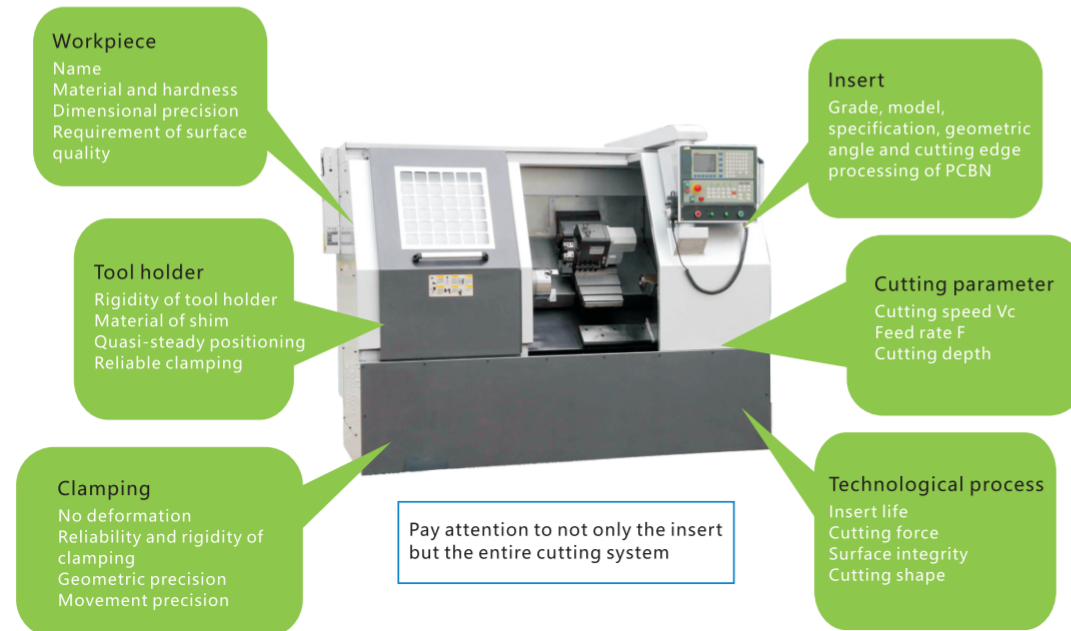 Workpiece
Name
Material and hardness
Dimensional precision
Requirement of surface
quality
Insert
Grade, model,
specification, geometric
angle and cutting edge
processing of PCBN
Tool holder
Rigidity of tool holder
Material of shim
Quasi-steady positioning
Reliable clamping
Cutting parameter
Cutting speed Vc
Feed rate F
Cutting depth
Clamping
No deformation
Reliability and rigidity of
clamping
Geometric precision
Movement precision
Pay attention to not only the insert
but the entire cutting system
Technological process
Insert life
Cutting force
Surface integrity
Cutting shape